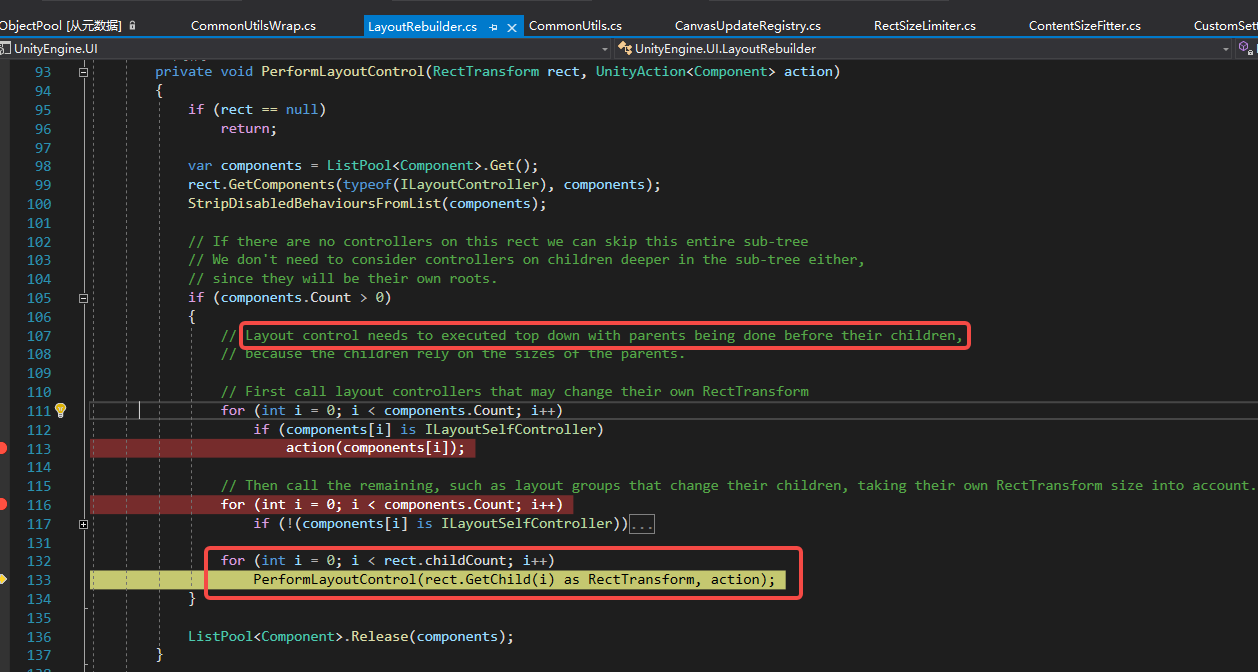 ObjectPool [从元数据] CommonUtilsWrap.cs LayoutRebuilder.cs CommonUtils.cs CanvasUpdateRegistry.cs RectSizeLimiter.cs ContentSizeFitter.cs CustomSett
UnityEngine.UI UnityEngine.UI.LayoutRebuilder
93 private void PerformLayoutControl(RectTransform rect, UnityAction<Component> action)
94 {
95 if (rect == null)
96 return;
97
98 var components = ListPool<Component>.Get();
99 rect.GetComponents(typeof(ILayoutController), components);
100 StripDisabledBehavioursFromList(components);
101
102 // If there are no controllers on this rect we can skip this entire sub-tree
103 // We don't need to consider controllers on children deeper in the sub-tree either,
104 // since they will be their own roots.
105 if (components.Count > 0)
106 {
107 // Layout control needs to executed top down with parents being done before their children,
108 // because the children rely on the sizes of the parents.
109
110 // First call layout controllers that may change their own RectTransform
111 for (int i = 0; i < components.Count; i++)
112 if (components[i] is ILayoutSelfController)
113 action(components[i]);
114
115 // Then call the remaining, such as layout groups that change their children, taking their own RectTransform size into account.
116 for (int i = 0; i < components.Count; i++)
117 if (!(components[i] is ILayoutSelfController))...
131
132 for (int i = 0; i < rect.childCount; i++)
133 PerformLayoutControl(rect.GetChild(i) as RectTransform, action);
134 }
135
136 ListPool<Component>.Release(components);
137 }